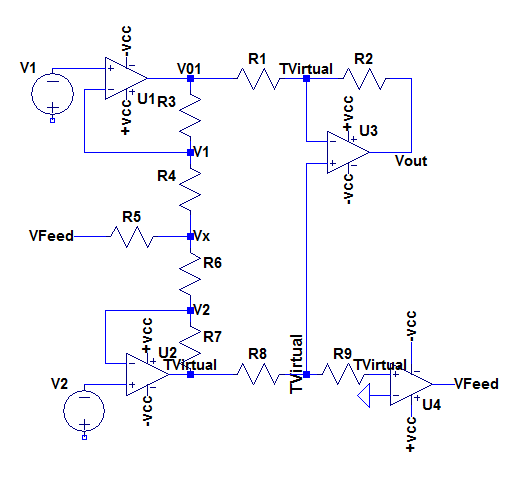 -VCC
V1
V01
R1
TVirtual
R2
U1
R3
+VCC
+VCC
U3
V1
Vout
R4
-VCC
R5
VFeed
Vx
R6
V2
-VCC
+VCC
R7
U2
TVirtual
R8
TVirtual
R9
TVirtual
V2
VFeed
U4
-VCC
+VCC